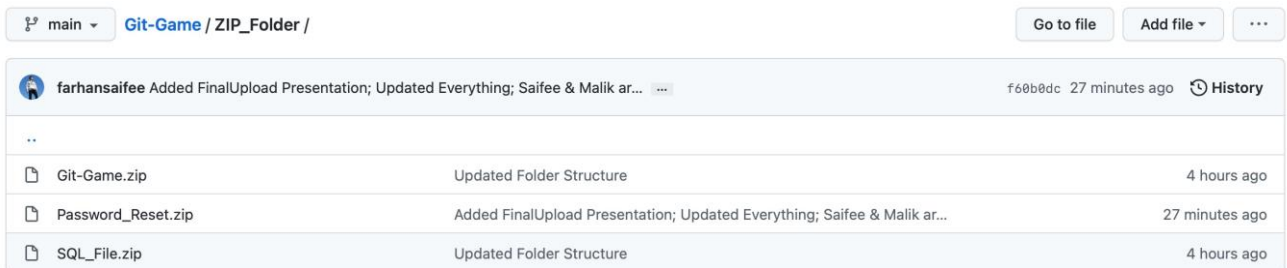 main Git-Game / ZIP_Folder / Go to file Add file ...
farhansaifee Added FinalUpload Presentation; Updated Everything; Saifee & Malik ar... ... f60b0dc 27 minutes ago History
..
Git-Game.zip Updated Folder Structure 4 hours ago
Password_Reset.zip Added FinalUpload Presentation; Updated Everything; Saifee & Malik ar... 27 minutes ago
SQL_File.zip Updated Folder Structure 4 hours ago